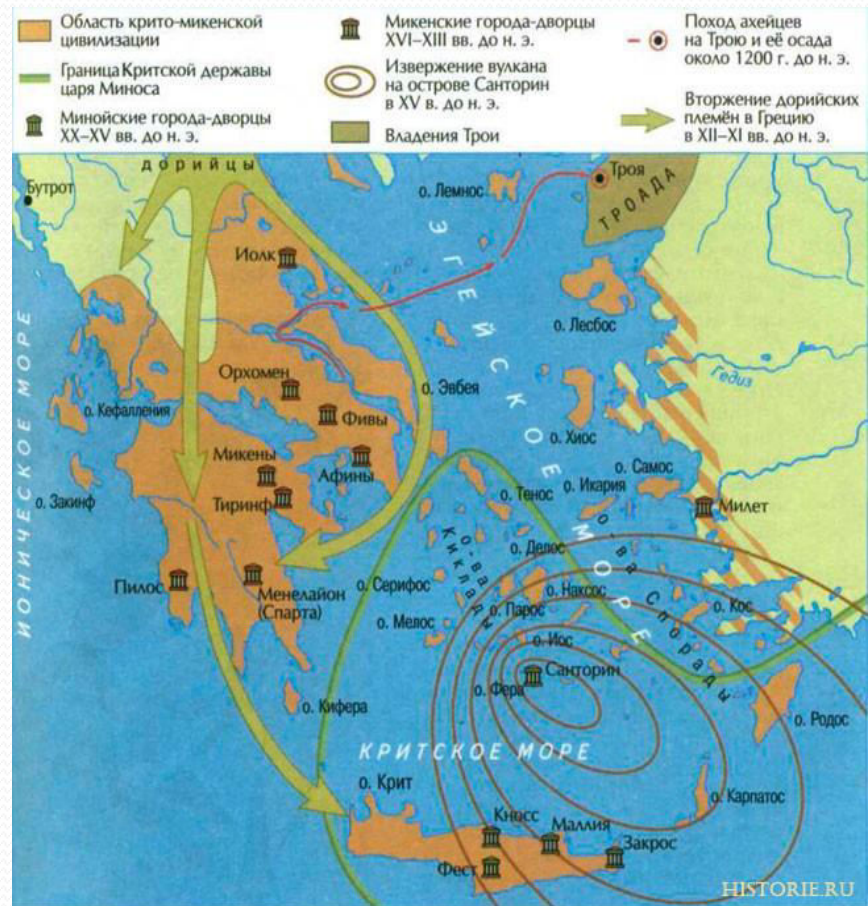 Область крито-микенской
цивилизации
Граница Критской державы
царя Миноса
Минойские города-дворцы
XX–XV вв. до н. э.
Микенские города-дворцы
XVI–XIII вв. до н. э.
Извержение вулкана
на острове Санторин
в XV в. до н. э.
Владения Трои
Поход ахейцев
на Трою и её осада
около 1200 г. до н. э.
Вторжение дорийских
племён в Грецию
в XII–XI вв. до н. э.
ДОРИЙЦЫ
Бутрот
о. Лемнос
Троя
ТРОАДА
Иолк
ЭГЕЙСКОЕ МОРЕ
о. Лесбос
Гедиз
ИОНИЧЕСКОЕ МОРЕ
Орхомен
о. Эвбея
о. Кефалления
Фивы
о. Хиос
Микены
Афины
о. Самос
о. Закинф
Тиринф
о. Тенос
о. Икария
Милет
о-ва Киклады
о. Делос
о-ва Спорады
Пилос
Менелайон
(Спарта)
о. Серифос
о. Наксос
о. Парос
о. Кос
о. Мелос
о. Иос
Санторин
о. Фера
о. Кифера
о. Родос
КРИТСКОЕ МОРЕ
о. Крит
о. Карпатос
Кносс
Маллия
Закрос
Фест
HISTORIE.RU